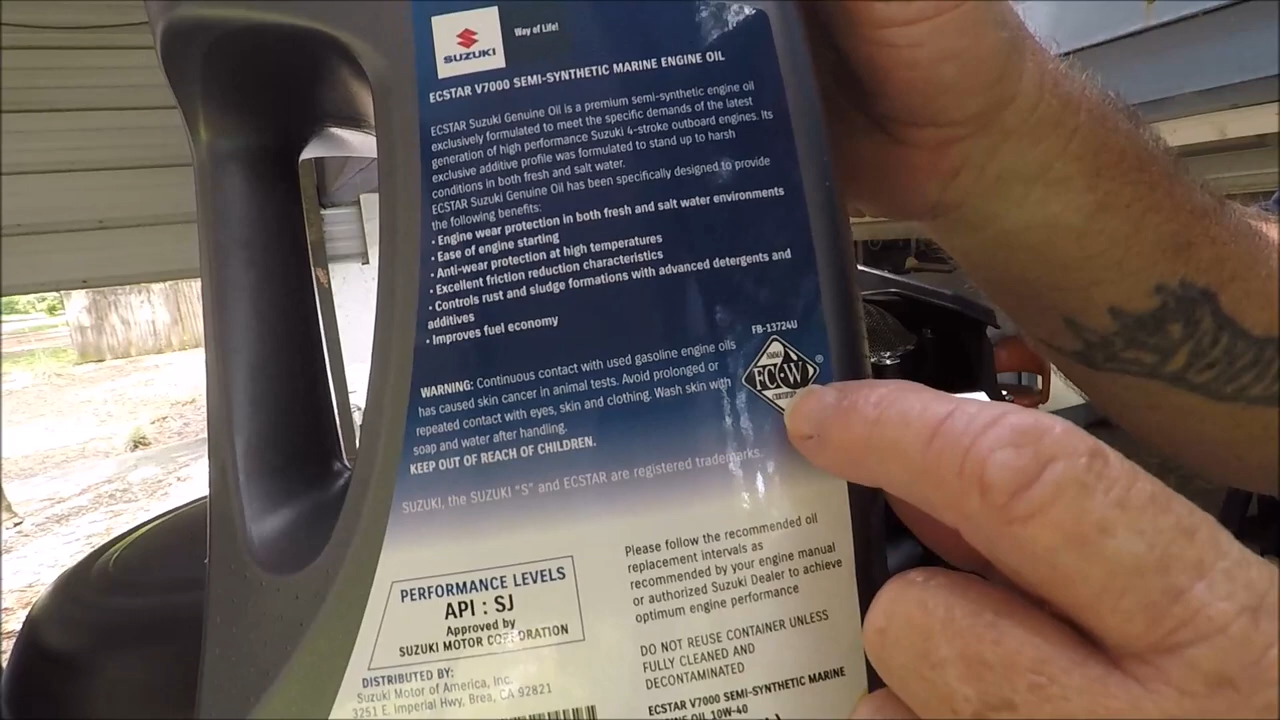 SUZUKI
Way of Life!
ECSTAR V7000 SEMI-SYNTHETIC MARINE ENGINE OIL
ECSTAR Suzuki Genuine Oil is a premium semi-synthetic engine oil
exclusively formulated to meet the specific demands of the latest
generation of high performance Suzuki 4-stroke outboard engines. Its
exclusive additive profile was formulated to stand up to harsh
conditions in both fresh and salt water.
ECSTAR Suzuki Genuine Oil has been specifically designed to provide
the following benefits:
• Engine wear protection in both fresh and salt water environments
• Ease of engine starting
• Anti-wear protection at high temperatures
• Excellent friction reduction characteristics
• Controls rust and sludge formations with advanced detergents and
additives
• Improves fuel economy
FB-13724U
NMMA
FC-W
®
WARNING: Continuous contact with used gasoline engine oils
has caused skin cancer in animal tests. Avoid prolonged or
repeated contact with eyes, skin and clothing. Wash skin with
soap and water after handling.
KEEP OUT OF REACH OF CHILDREN.
SUZUKI, the SUZUKI "S" and ECSTAR are registered trademarks.
PERFORMANCE LEVELS
API : SJ
Approved by
SUZUKI MOTOR CORPORATION
DISTRIBUTED BY:
Suzuki Motor of America, Inc.
3251 E. Imperial Hwy, Brea, CA 92821
Please follow the recommended oil
replacement intervals as
recommended by your engine manual
or authorized Suzuki Dealer to achieve
optimum engine performance
DO NOT REUSE CONTAINER UNLESS
FULLY CLEANED AND
DECONTAMINATED
ECSTAR V7000 SEMI-SYNTHETIC MARINE
OIL 10W-40